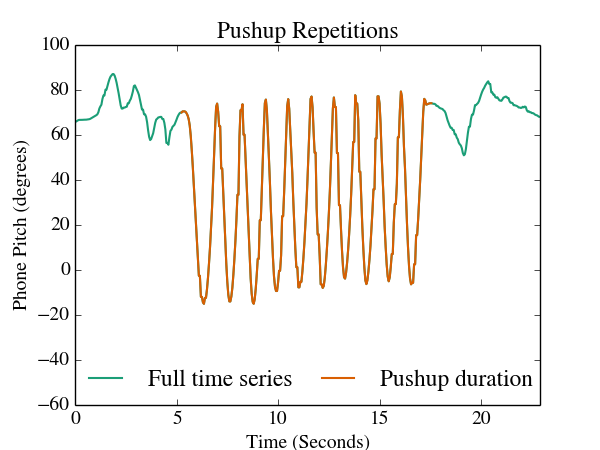 Pushup Repetitions
Phone Pitch (degrees)
100
80
60
40
20
0
−20
−40
−60
Full time series
Pushup duration
0 5 10 15 20
Time (Seconds)